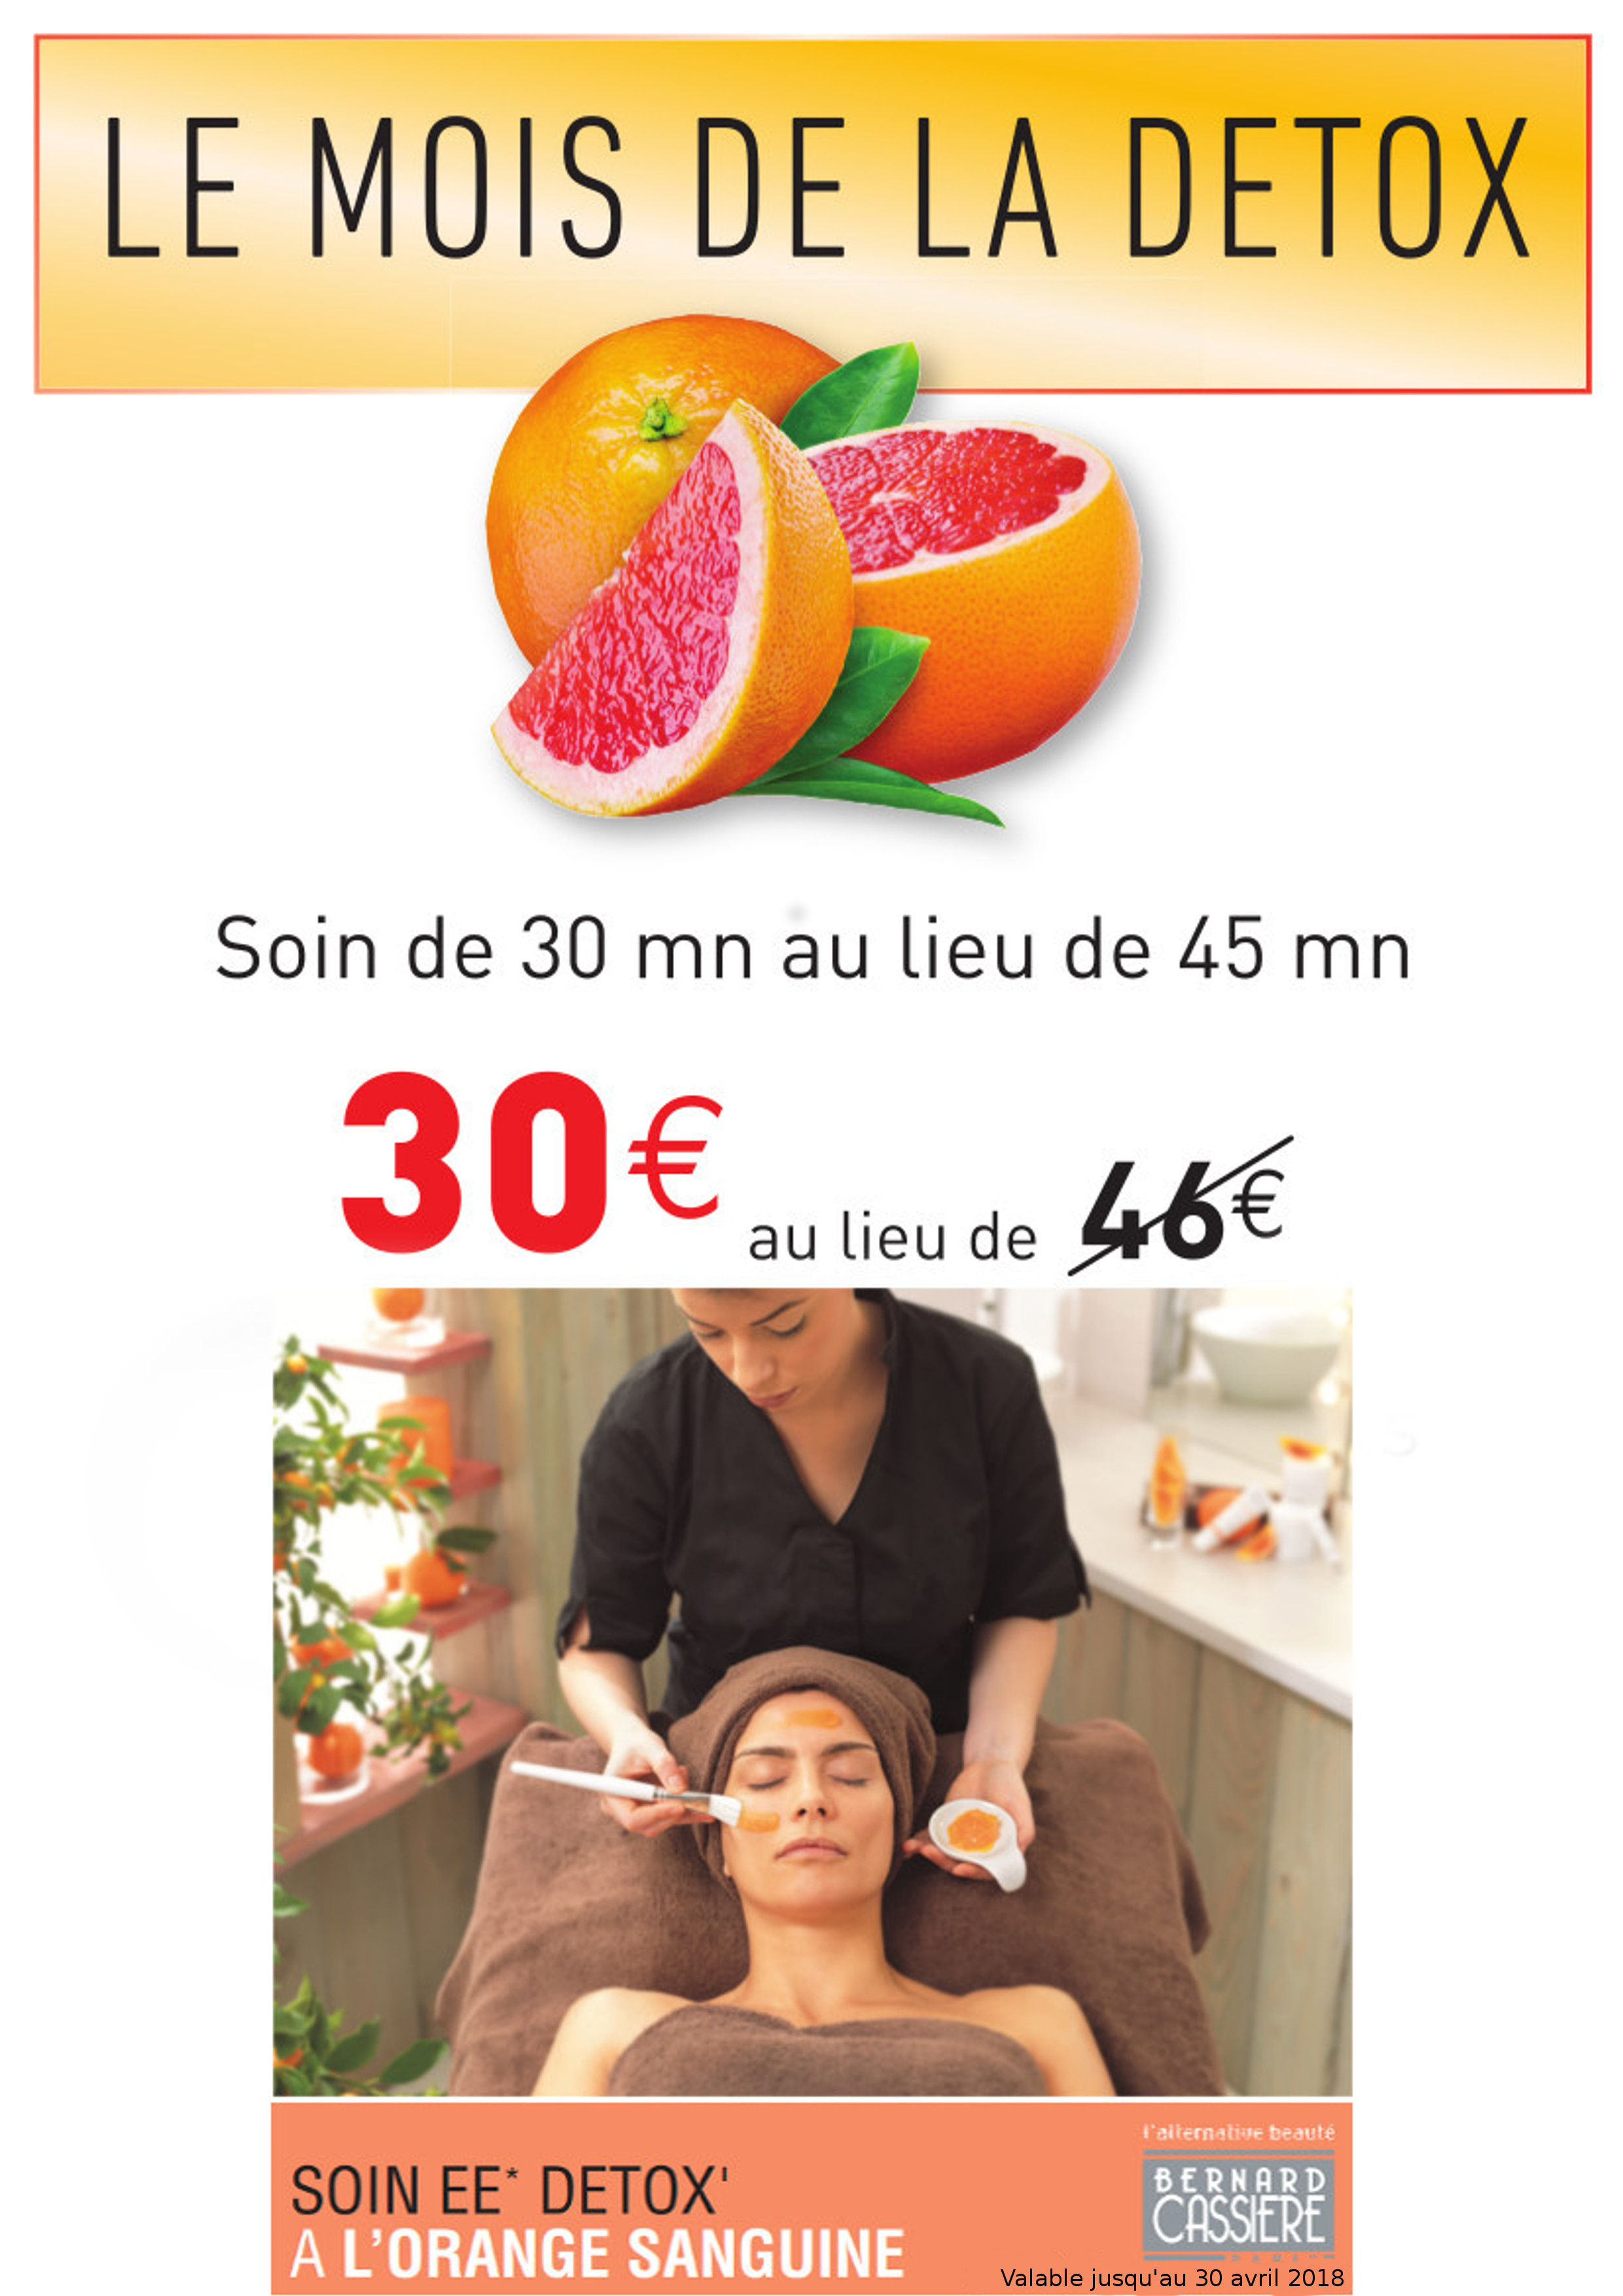 LE MOIS DE LA DETOX
Soin de 30 mn au lieu de 45 mn
30€ au lieu de 46€
l'alternative beauté
BERNARD
CASSIERE
SOIN EE* DETOX'
A L'ORANGE SANGUINE
Valable jusqu'au 30 avril 2018